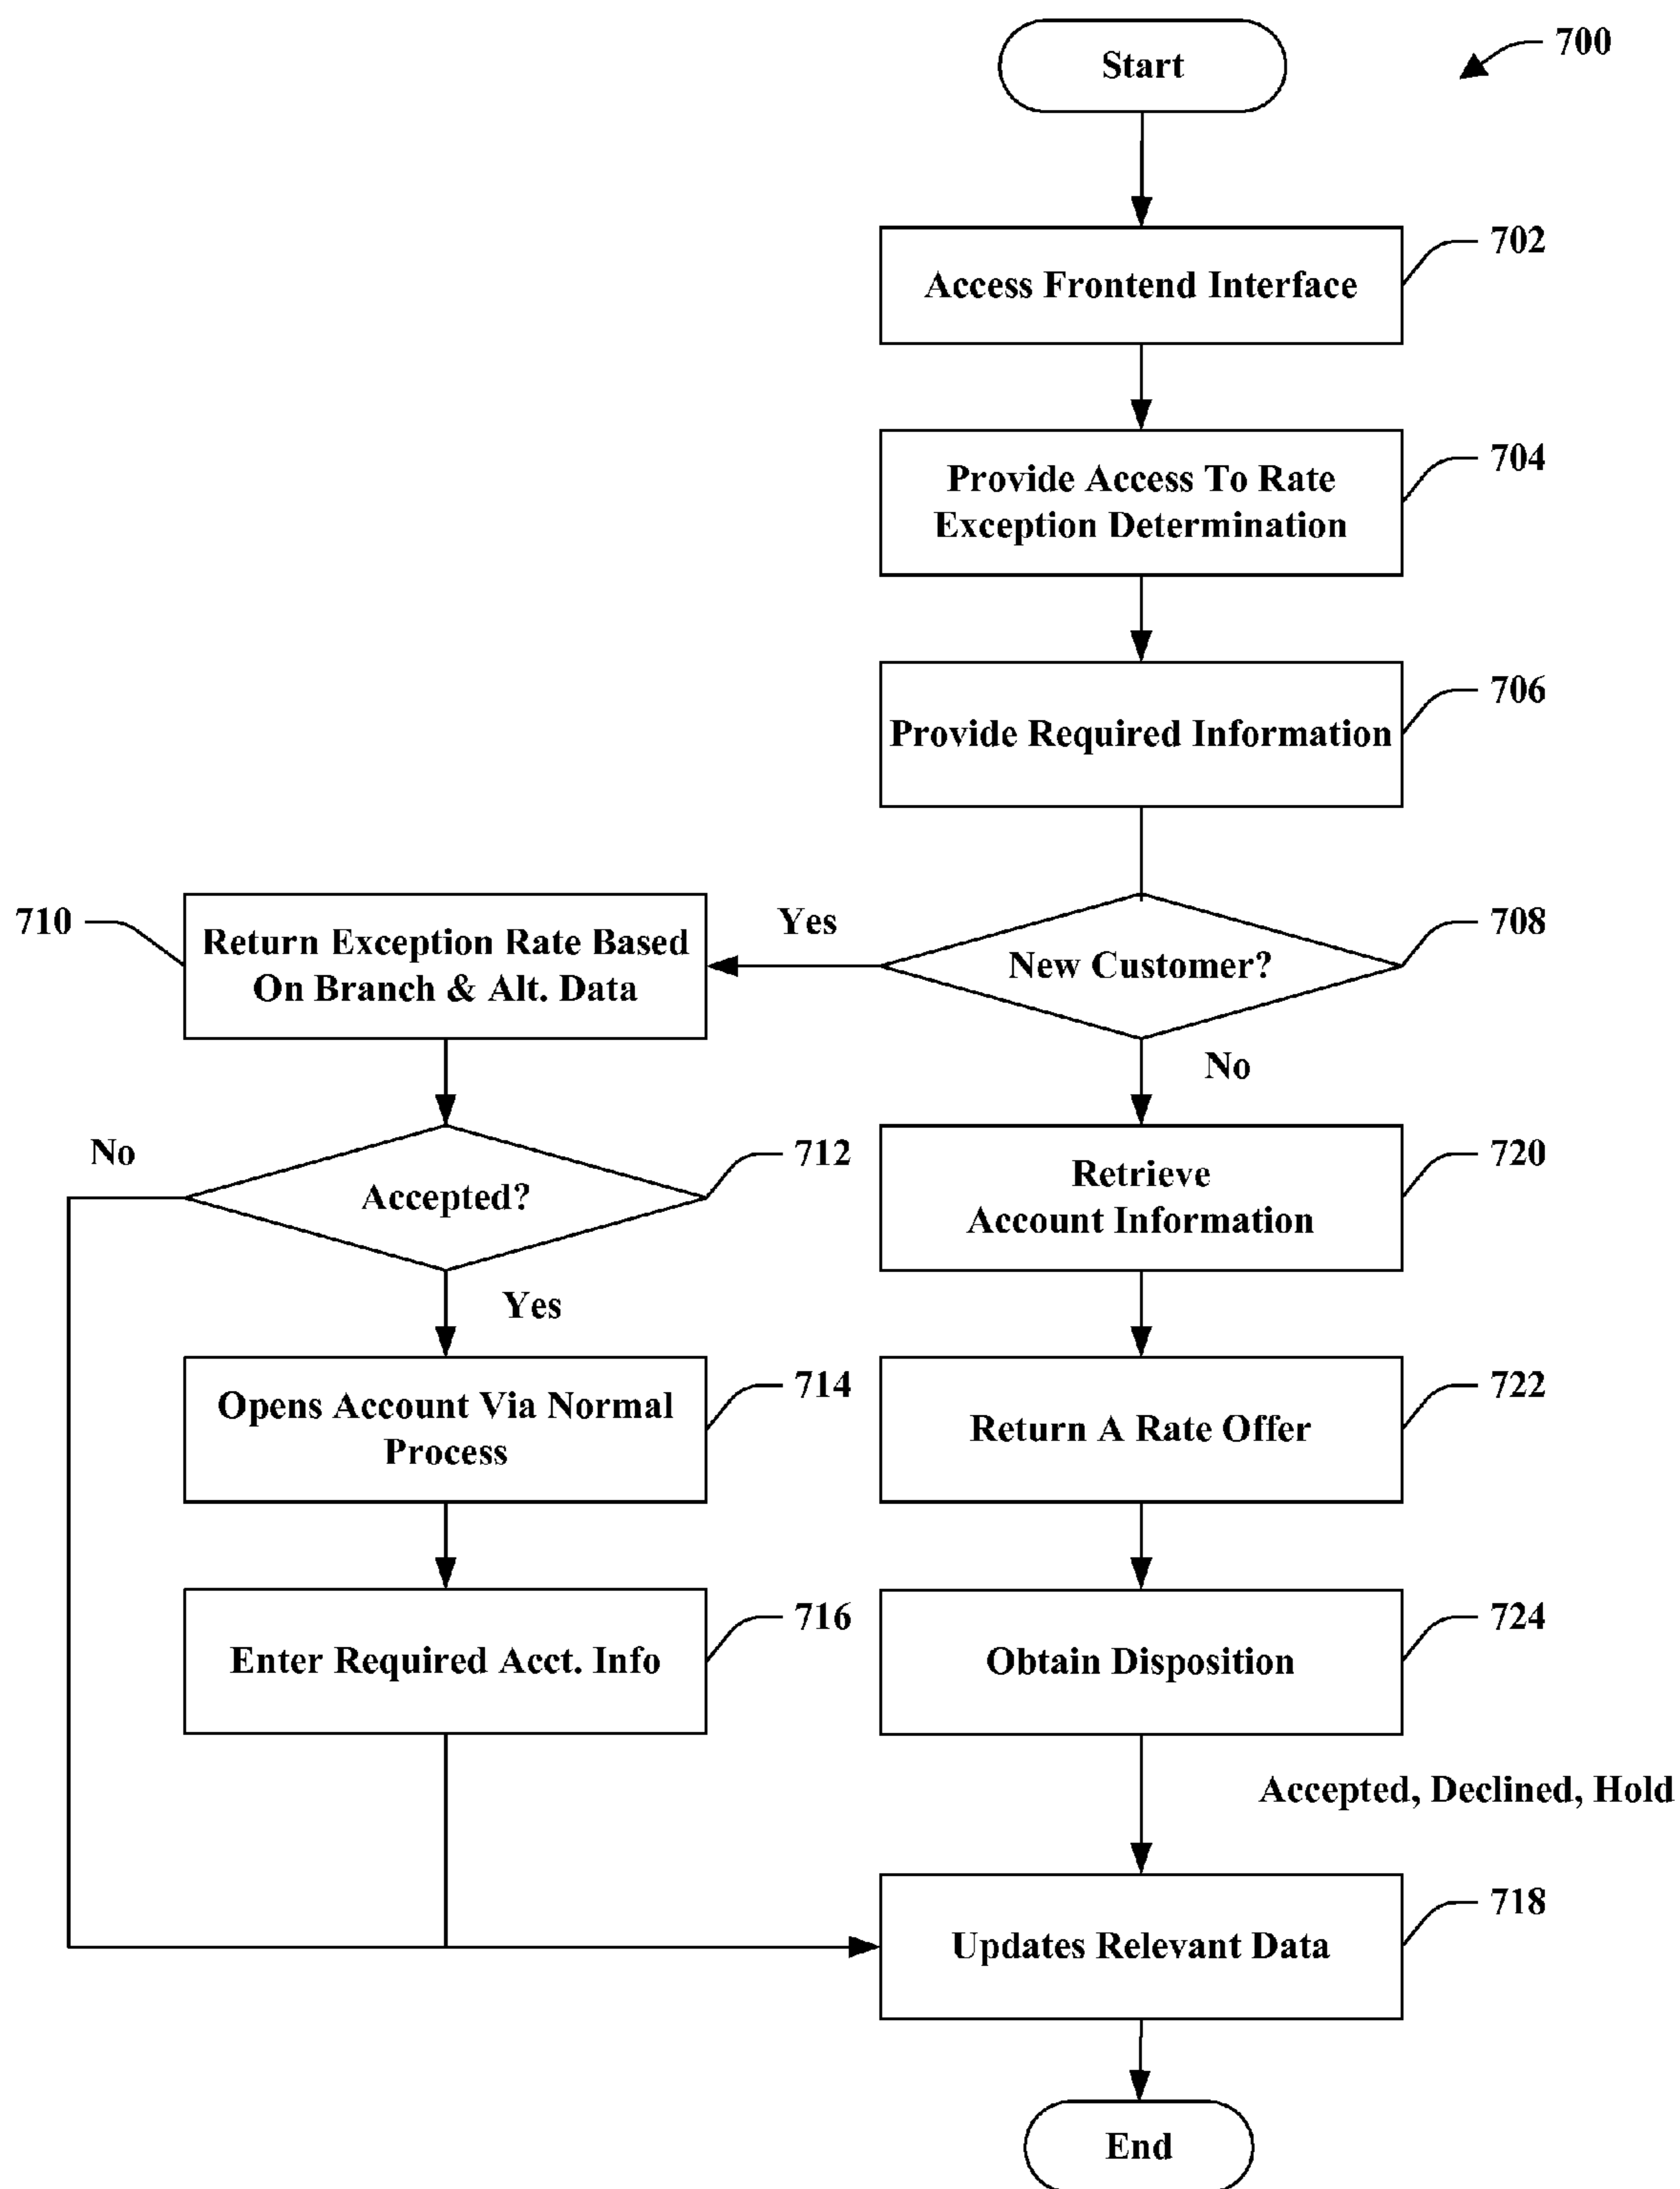 Start
700
702
Access Frontend Interface
704
Provide Access To Rate
Exception Determination
706
Provide Required Information
710
Return Exception Rate Based
On Branch & Alt. Data
Yes
708
New Customer?
No
No
712
Accepted?
Yes
720
Retrieve
Account Information
714
Opens Account Via Normal
Process
722
Return A Rate Offer
716
Enter Required Acct. Info
724
Obtain Disposition
Accepted, Declined, Hold
718
Updates Relevant Data
End